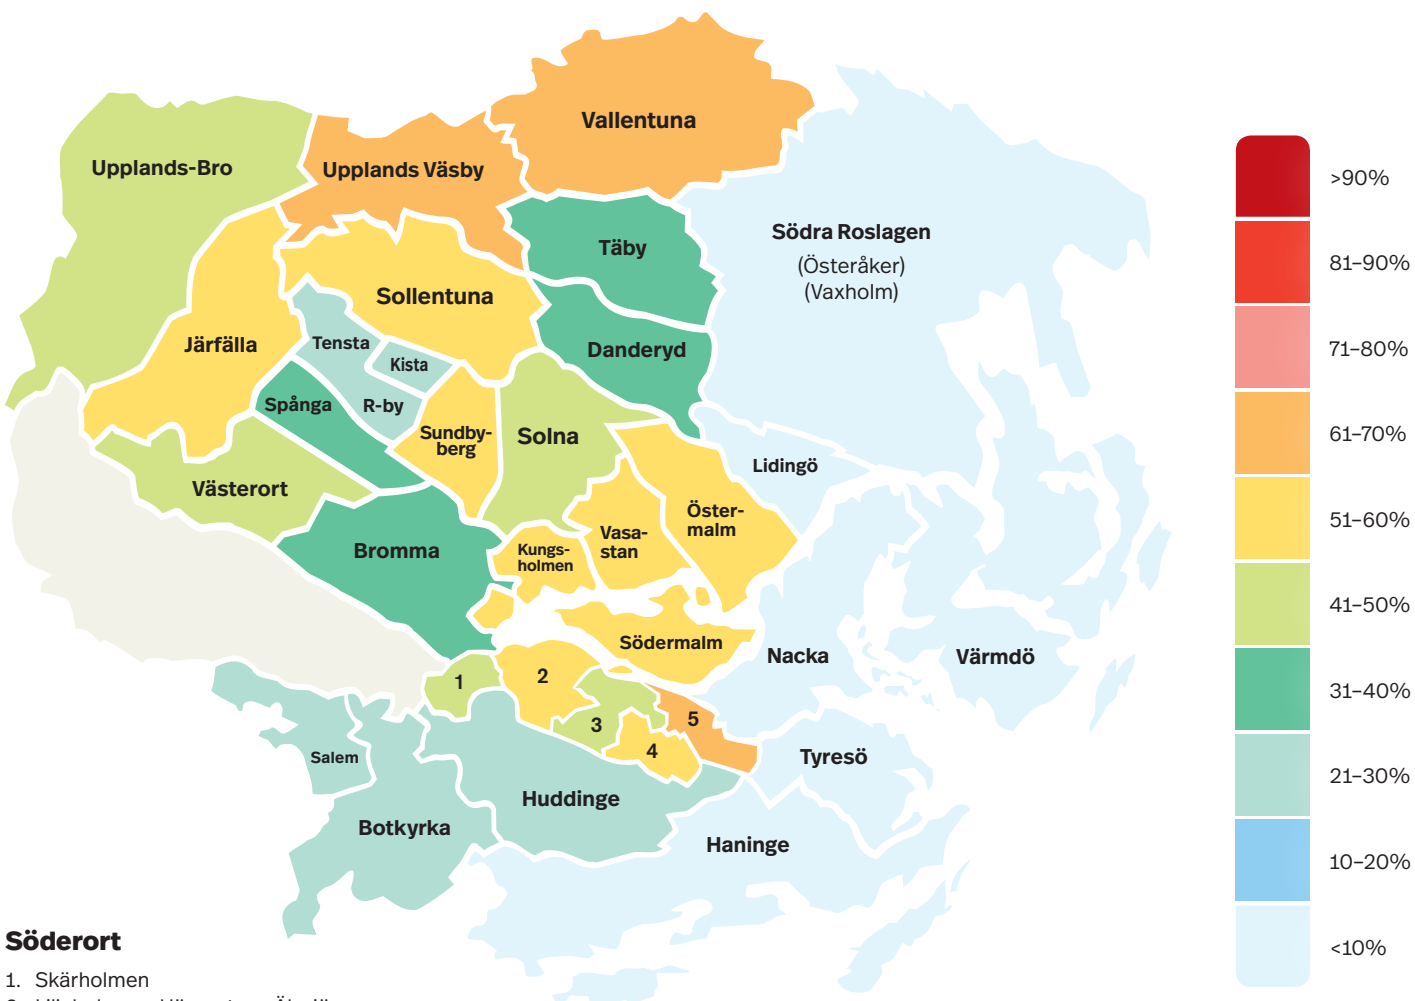 Vallentuna
Upplands-Bro
Upplands Väsby
Södra Roslagen
(Österåker)
(Vaxholm)
Täby
Sollentuna
Järfälla
Tensta
Kista
Danderyd
Spånga
R-by
Sundby-
berg
Solna
Lidingö
Västerort
Öster-
malm
Vasa-
stan
Bromma
Kungs-
holmen
Södermalm
Nacka
Värmdö
1
2
3
4
5
Salem
Tyresö
Huddinge
Botkyrka
Haninge
>90%
81–90%
71–80%
61–70%
51–60%
41–50%
31–40%
21–30%
10–20%
<10%
Söderort
1. Skärholmen